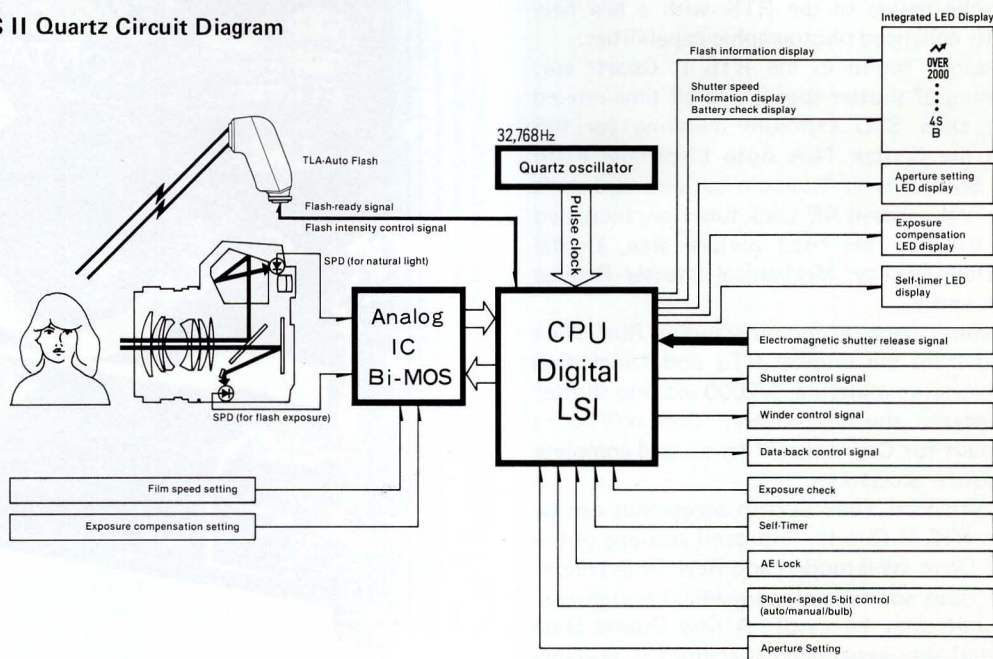 S II Quartz Circuit Diagram
Integrated LED Display
OVER
2000
4S
B
Flash information display
Shutter speed
Information display
Battery check display
32,768Hz
Quartz oscillator
Pulse clock
TLA-Auto Flash
Flash-ready signal
Flash intensity control signal
SPD (for natural light)
Aperture setting
LED display
Exposure
compensation
LED display
Self-timer LED
display
Analog
IC
Bi-MOS
CPU
Digital
LSI
Electromagnetic shutter release signal
Shutter control signal
Winder control signal
Data-back control signal
SPD (for flash exposure)
Film speed setting
Exposure compensation setting
Exposure check
Self-Timer
AE Lock
Shutter-speed 5-bit control
(auto/manual/bulb)
Aperture Setting